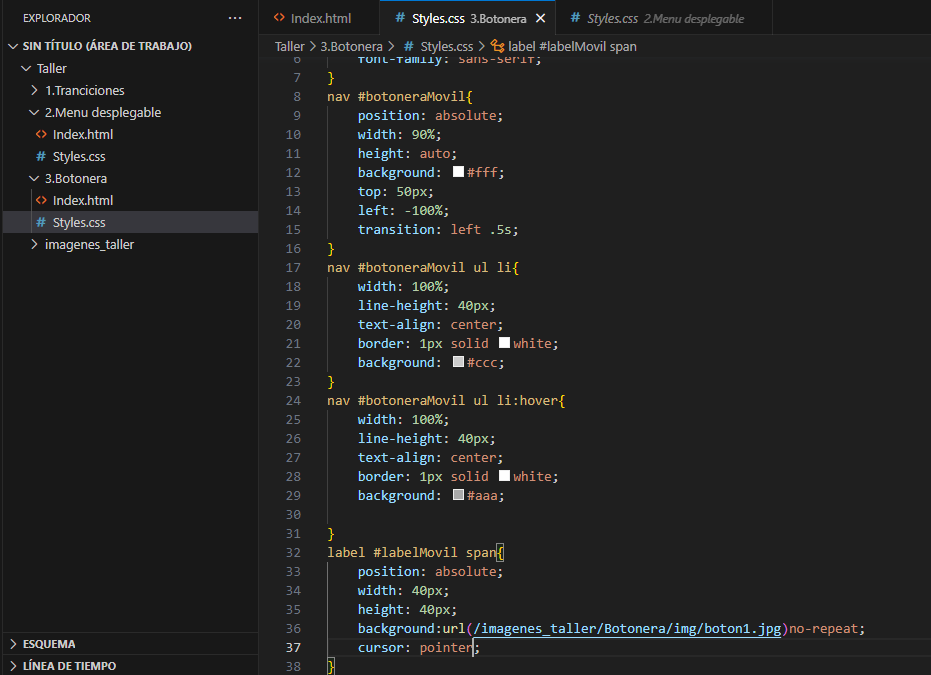 EXPLORADOR ...
SIN TÍTULO (ÁREA DE TRABAJO)
Taller
1.Tranciciones
2.Menu desplegable
<> Index.html
# Styles.css
3.Botonera
<> Index.html
# Styles.css
imagenes_taller
ESQUEMA
LÍNEA DE TIEMPO
<> Index.html
# Styles.css 3.Botonera ×
# Styles.css 2.Menu desplegable
Taller > 3.Botonera > # Styles.css > label #labelMovil span
6 font-family: sans-serif;
7 }
8 nav #botoneraMovil{
9 position: absolute;
10 width: 90%;
11 height: auto;
12 background: #fff;
13 top: 50px;
14 left: -100%;
15 transition: left .5s;
16 }
17 nav #botoneraMovil ul li{
18 width: 100%;
19 line-height: 40px;
20 text-align: center;
21 border: 1px solid white;
22 background: #ccc;
23 }
24 nav #botoneraMovil ul li:hover{
25 width: 100%;
26 line-height: 40px;
27 text-align: center;
28 border: 1px solid white;
29 background: #aaa;
30
31 }
32 label #labelMovil span{
33 position: absolute;
34 width: 40px;
35 height: 40px;
36 background:url(/imagenes_taller/Botonera/img/boton1.jpg)no-repeat;
37 cursor: pointer;
38 }